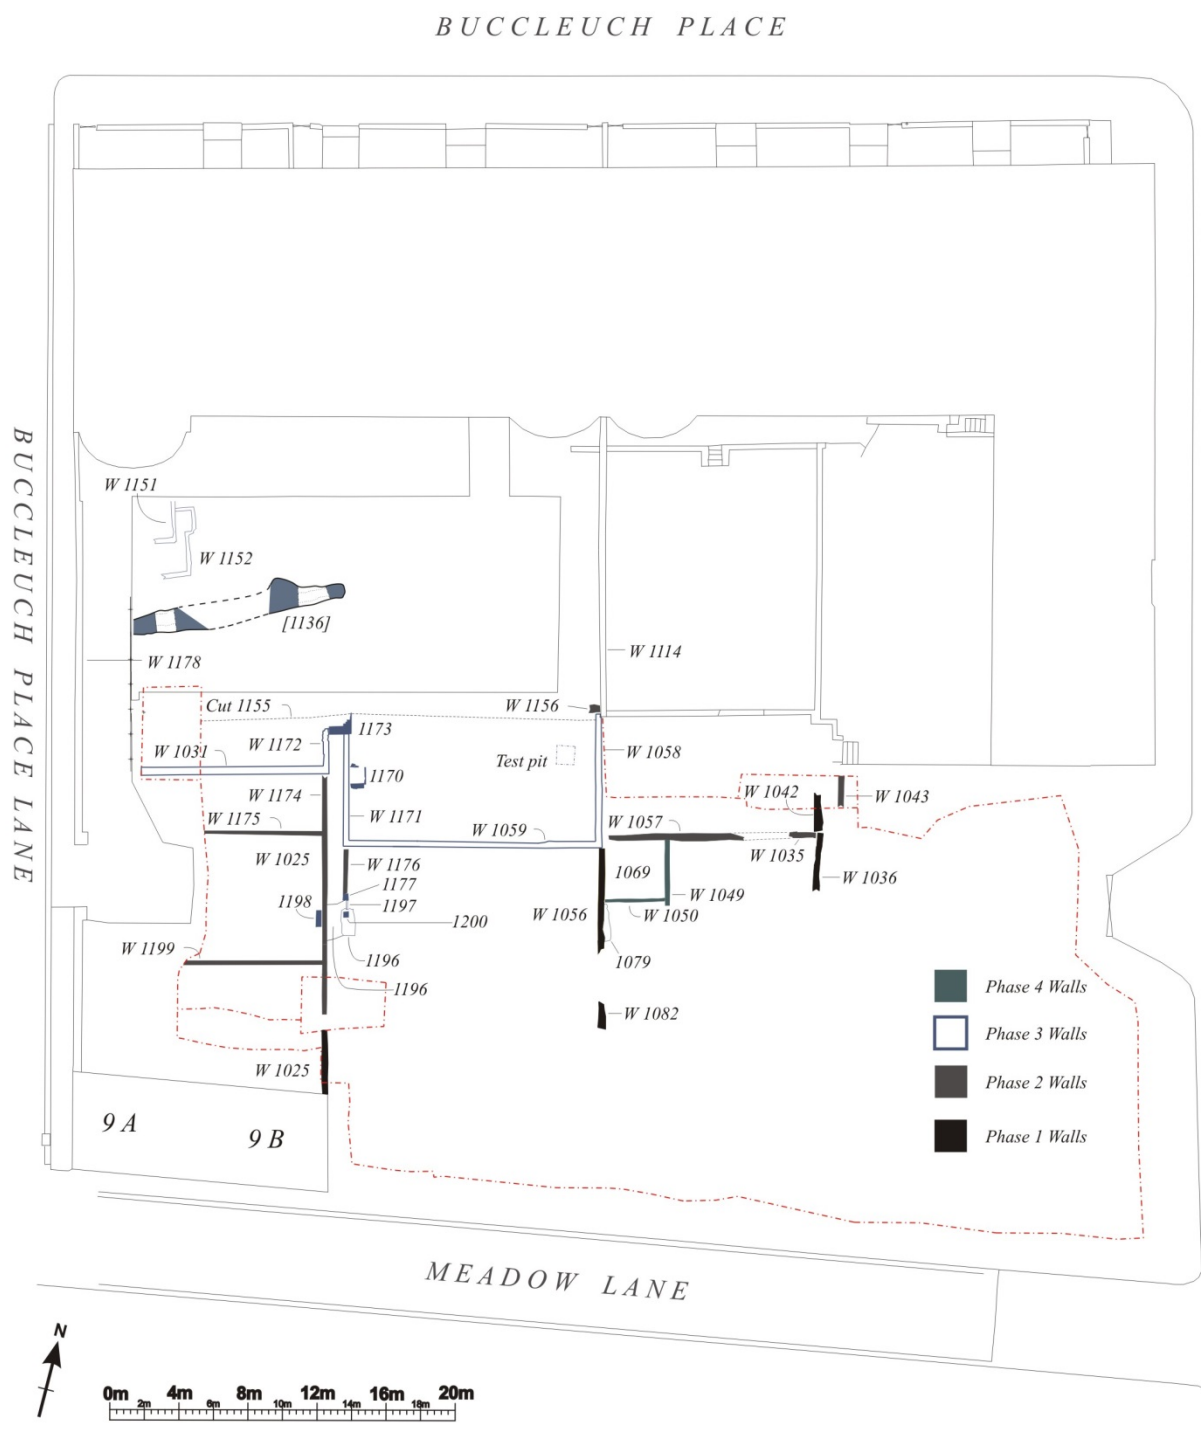 BUCCLEUCH PLACE
BUCCLEUCH PLACE LANE
W 1151
W 1152
[1136]
W 1178
W 1114
Cut 1155
W 1156
1173
W 1172
W 1031
W 1058
Test pit
1170
W 1174
W 1171
W 1042
W 1043
W 1175
W 1059
W 1057
W 1025
W 1176
W 1035
1069
W 1036
1177
W 1049
1198
1197
W 1056
W 1050
1200
W 1199
1196
1079
1196
W 1082
W 1025
Phase 4 Walls
Phase 3 Walls
Phase 2 Walls
Phase 1 Walls
9 A
9 B
MEADOW LANE
N
0m 4m 8m 12m 16m 20m
2m 6m 10m 14m 18m